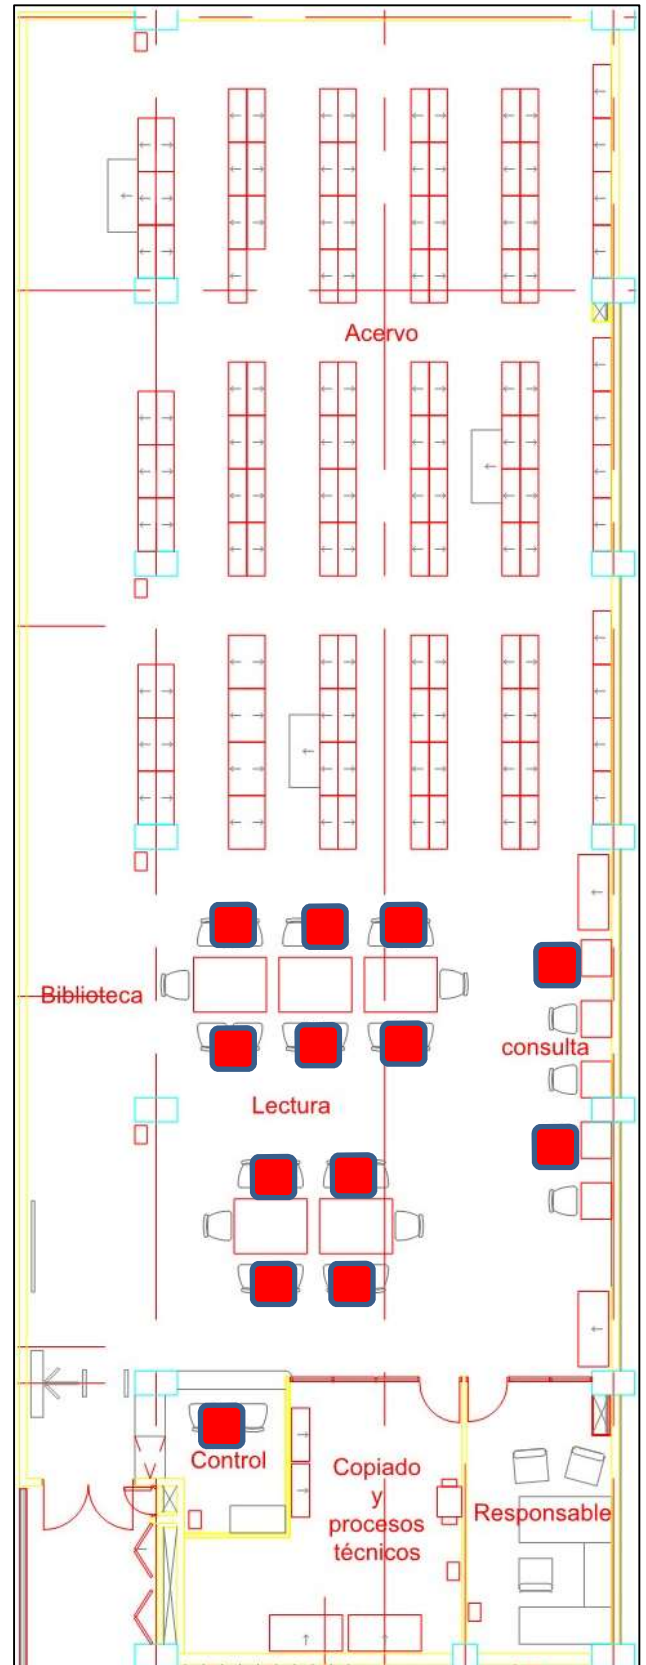 Acervo
Biblioteca
consulta
Lectura
Control
Copiado
y
procesos
técnicos
Responsable